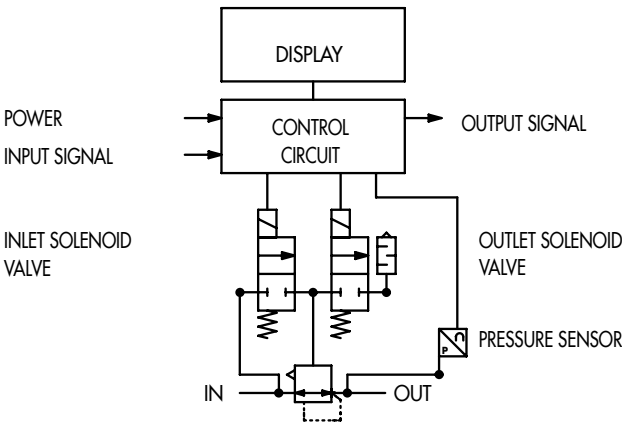 DISPLAY
POWER
CONTROL
CIRCUIT
OUTPUT SIGNAL
INPUT SIGNAL
INLET SOLENOID
VALVE
OUTLET SOLENOID
VALVE
P
PRESSURE SENSOR
IN
OUT